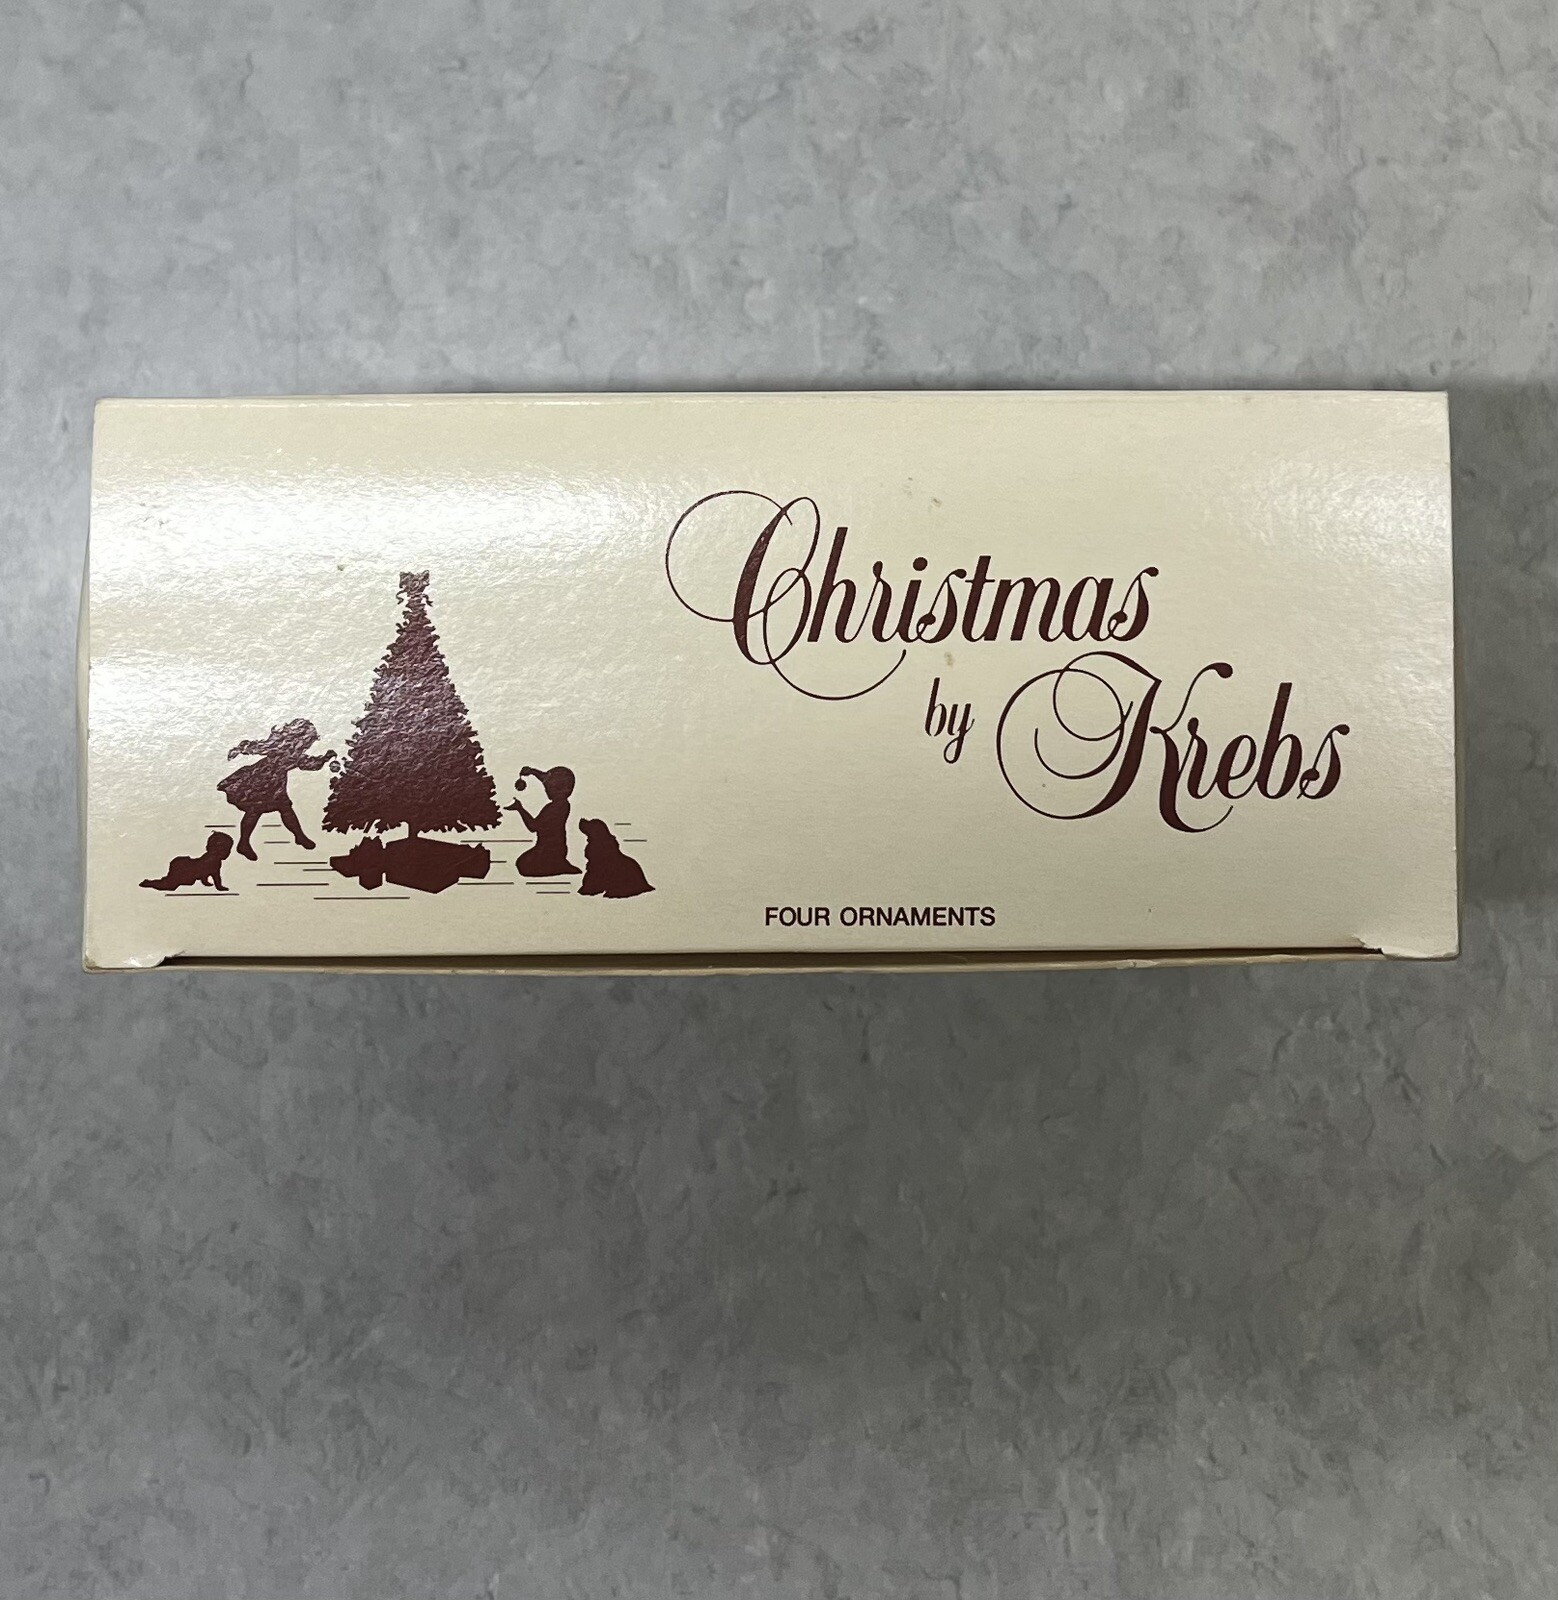 Christmas
by Krebs
FOUR ORNAMENTS